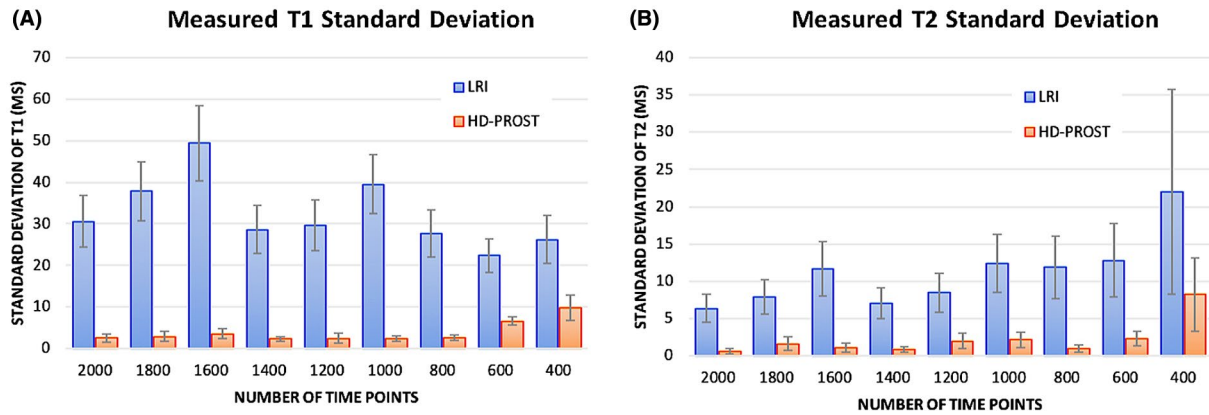 (A) Measured T1 Standard Deviation
STANDARD DEVIATION OF T1 (MS)
70
60
50
40
30
20
10
0
LRI
HD-PROST
2000 1800 1600 1400 1200 1000 800 600 400
NUMBER OF TIME POINTS
(B) Measured T2 Standard Deviation
STANDARD DEVIATION OF T2 (MS)
40
35
30
25
20
15
10
5
0
LRI
HD-PROST
2000 1800 1600 1400 1200 1000 800 600 400
NUMBER OF TIME POINTS